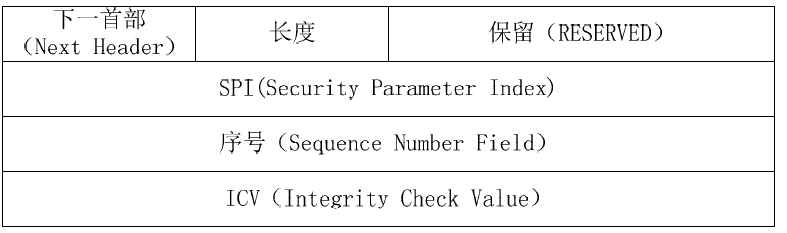 下一首部
（Next Header）
长度
保留（RESERVED）
SPI(Security Parameter Index)
序号（Sequence Number Field）
ICV（Integrity Check Value）